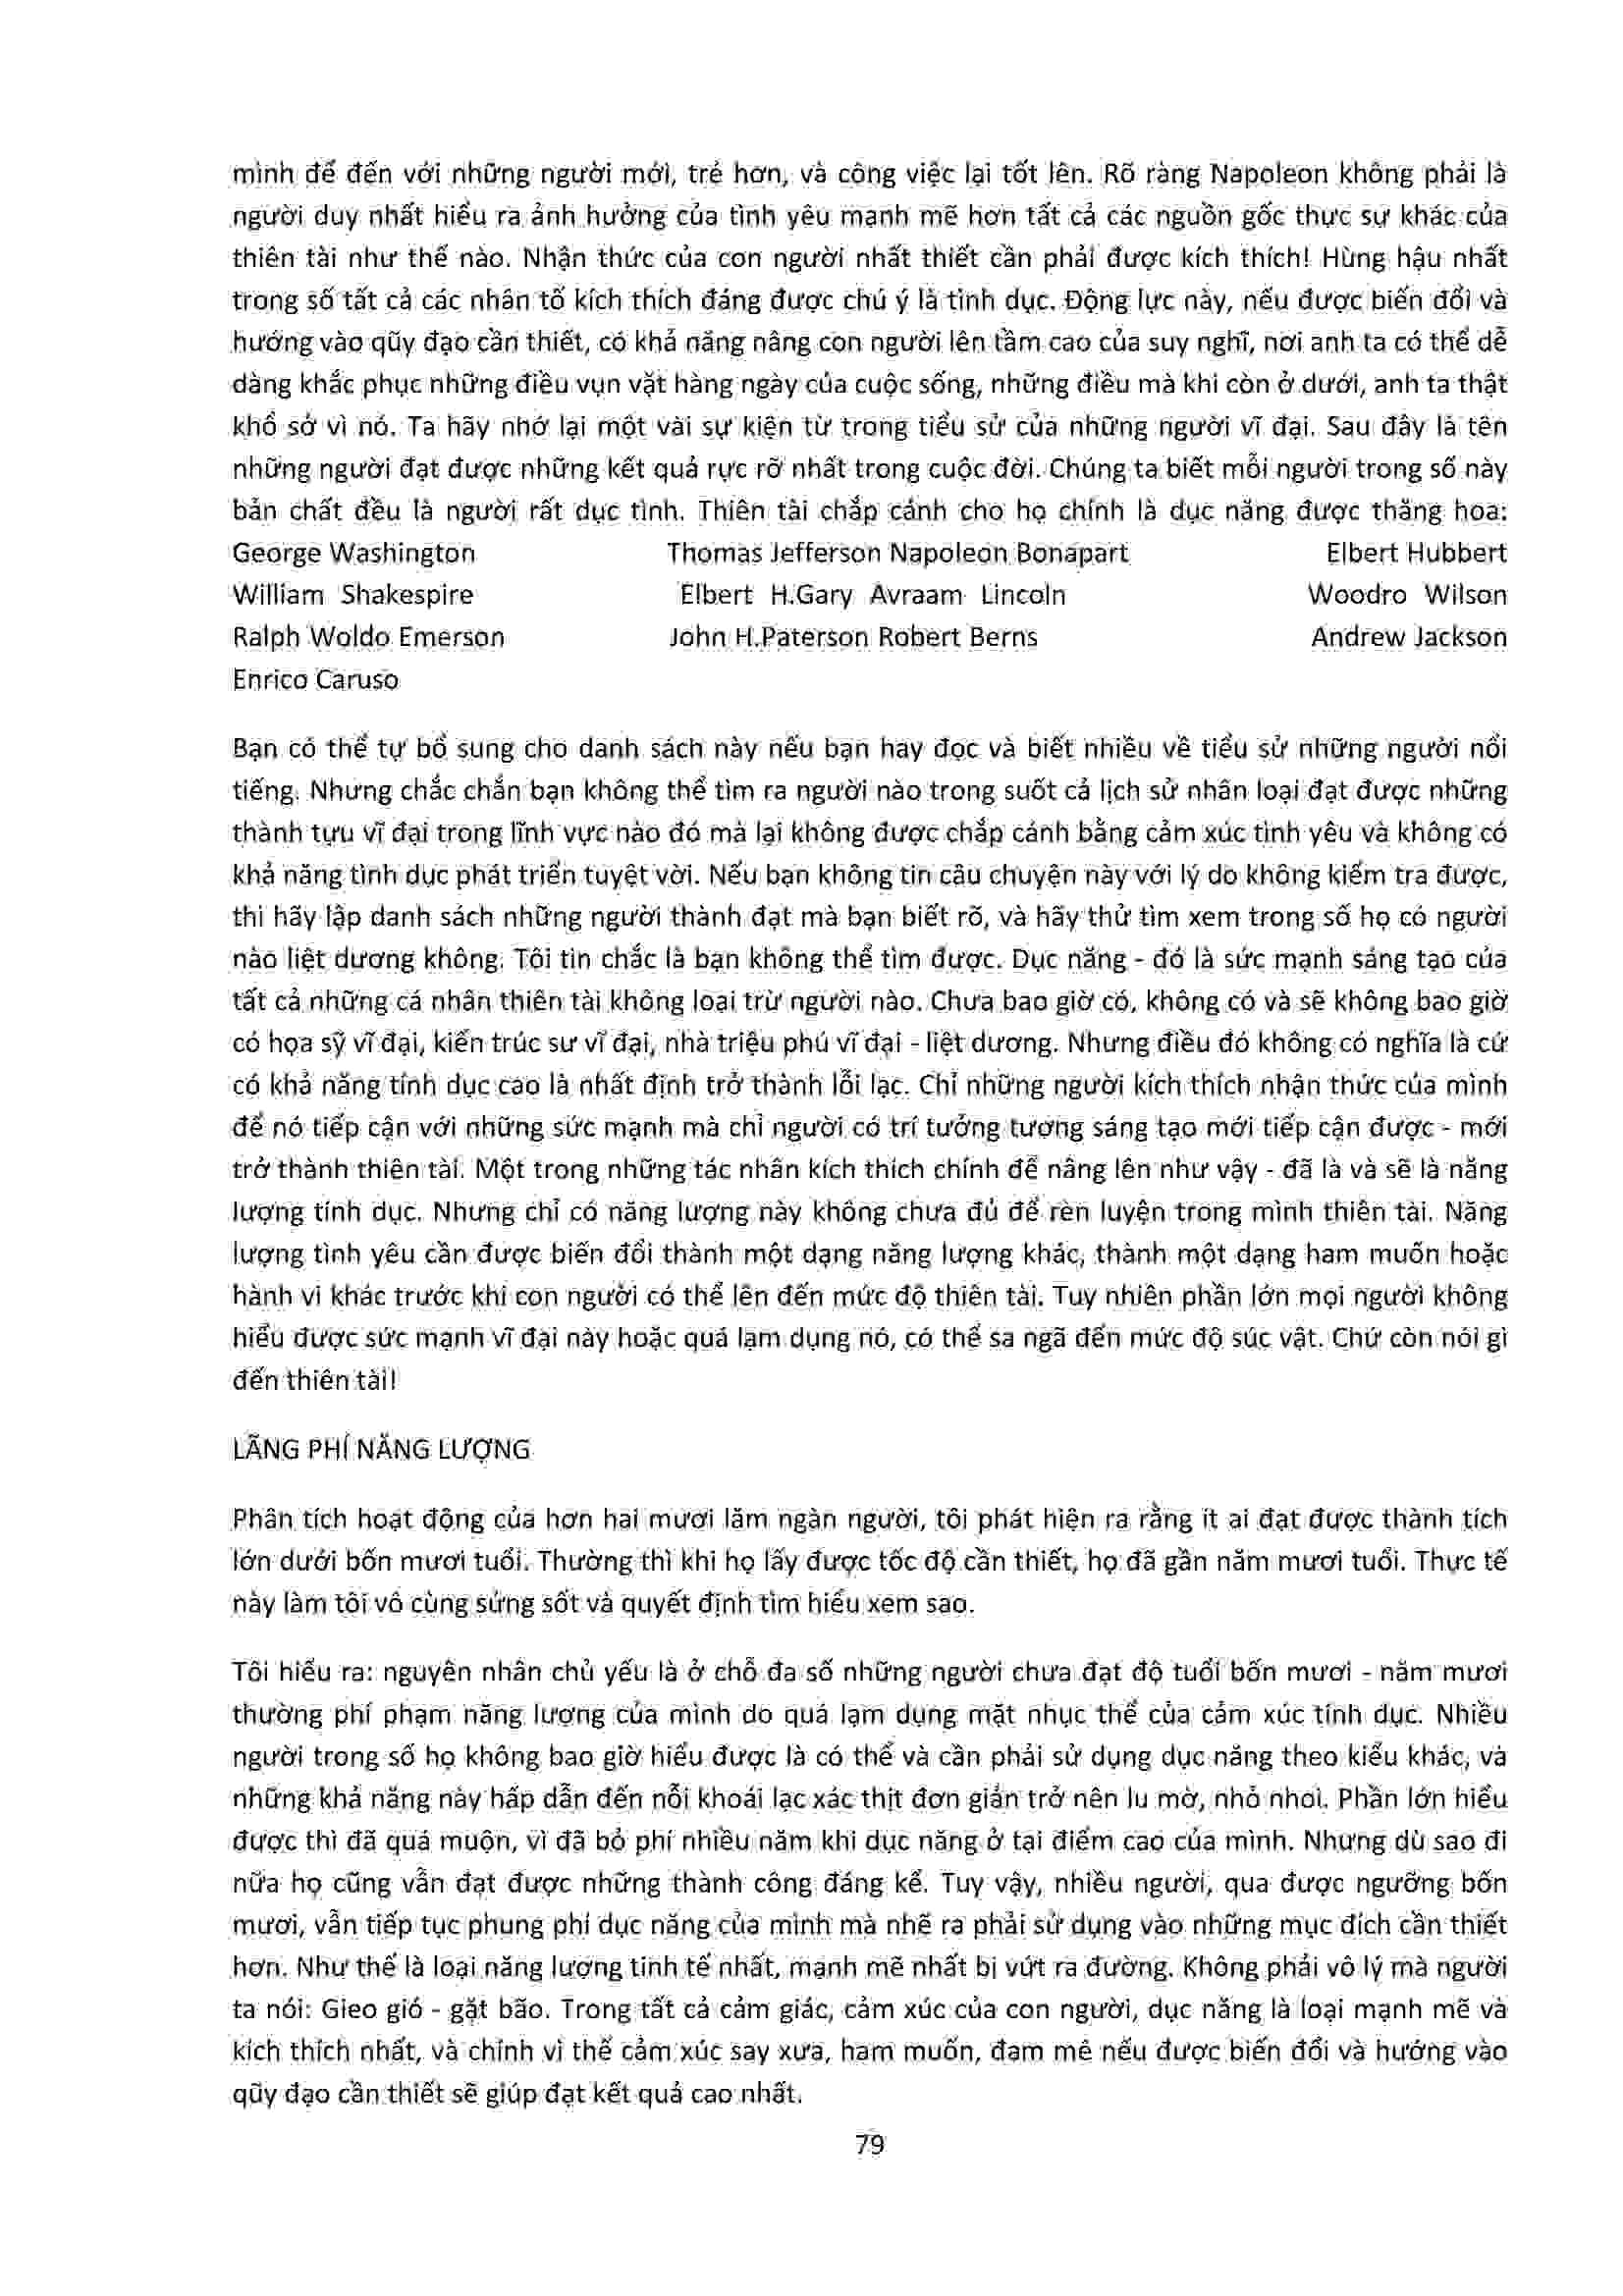 mình để đến với những người mới, trẻ hơn, và công việc lại tốt lên. Rõ ràng Napoleon không phải là
người duy nhất hiểu ra ảnh hưởng của tình yêu mạnh mẽ hơn tất cả các nguồn gốc thực sự khác của
thiên tài như thế nào. Nhận thức của con người nhất thiết cần phải được kích thích! Hùng hậu nhất
trong số tất cả các nhân tố kích thích đáng được chú ý là tình dục. Động lực này, nếu được biến đổi và
hướng vào qũy đạo cần thiết, có khả năng nâng con người lên tầm cao của suy nghĩ, nơi anh ta có thể dễ
dàng khắc phục những điều vụn vặt hàng ngày của cuộc sống, những điều mà khi còn ở dưới, anh ta thật
khổ sở vì nó. Ta hãy nhớ lại một vài sự kiện từ trong tiểu sử của những người vĩ đại. Sau đây là tên
những người đạt được những kết quả rực rỡ nhất trong cuộc đời. Chúng ta biết mỗi người trong số này
bản chất đều là người rất dục tình. Thiên tài chắp cánh cho họ chính là dục năng được thăng hoa:
George Washington Thomas Jefferson Napoleon Bonapart Elbert Hubbert
William Shakespire Elbert H.Gary Avraam Lincoln Woodro Wilson
Ralph Woldo Emerson John H.Paterson Robert Berns Andrew Jackson
Enrico Caruso
Bạn có thể tự bổ sung cho danh sách này nếu bạn hay đọc và biết nhiều về tiểu sử những người nổi
tiếng. Nhưng chắc chắn bạn không thể tìm ra người nào trong suốt cả lịch sử nhân loại đạt được những
thành tựu vĩ đại trong lĩnh vực nào đó mà lại không được chắp cánh bằng cảm xúc tình yêu và không có
khả năng tình dục phát triển tuyệt vời. Nếu bạn không tin câu chuyện này với lý do không kiểm tra được,
thi hãy lập danh sách những người thành đạt mà bạn biết rõ, và hãy thử tìm xem trong số họ có người
nào liệt dương không. Tôi tin chắc là bạn không thể tìm được. Dục năng - đó là sức mạnh sáng tạo của
tất cả những cá nhân thiên tài không loại trừ người nào. Chưa bao giờ có, không có và sẽ không bao giờ
có họa sỹ vĩ đại, kiến trúc sư vĩ đại, nhà triệu phú vĩ đại - liệt dương. Nhưng điều đó không có nghĩa là cứ
có khả năng tính dục cao là nhất định trở thành lỗi lạc. Chỉ những người kích thích nhận thức của mình
để nó tiếp cận với những sức mạnh mà chỉ người có trí tưởng tượng sáng tạo mới tiếp cận được - mới
trở thành thiên tài. Một trong những tác nhân kích thích chính để nâng lên như vậy - đã là và sẽ là năng
lượng tính dục. Nhưng chỉ có năng lượng này không chưa đủ để rèn luyện trong mình thiên tài. Năng
lượng tình yêu cần được biến đổi thành một dạng năng lượng khác, thành một dạng ham muốn hoặc
hành vi khác trước khi con người có thể lên đến mức độ thiên tài. Tuy nhiên phần lớn mọi người không
hiểu được sức mạnh vĩ đại này hoặc quá lạm dụng nó, có thể sa ngã đến mức độ súc vật. Chứ còn nói gì
đến thiên tài!
LÃNG PHÍ NĂNG LƯỢNG
Phân tích hoạt động của hơn hai mươi lăm ngàn người, tôi phát hiện ra rằng ít ai đạt được thành tích
lớn dưới bốn mươi tuổi. Thường thì khi họ lấy được tốc độ cần thiết, họ đã gần năm mươi tuổi. Thực tế
này làm tôi vô cùng sửng sốt và quyết định tìm hiểu xem sao.
Tôi hiểu ra: nguyên nhân chủ yếu là ở chỗ đa số những người chưa đạt độ tuổi bốn mươi - năm mươi
thường phí phạm năng lượng của mình do quá lạm dụng mặt nhục thể của cảm xúc tính dục. Nhiều
người trong số họ không bao giờ hiểu được là có thể và cần phải sử dụng dục năng theo kiểu khác, và
những khả năng này hấp dẫn đến nỗi khoái lạc xác thịt đơn giản trở nên lu mờ, nhỏ nhoi. Phần lớn hiểu
được thì đã quá muộn, vì đã bỏ phí nhiều năm khi dục năng ở tại điểm cao của mình. Nhưng dù sao đi
nữa họ cũng vẫn đạt được những thành công đáng kể. Tuy vậy, nhiều người, qua được ngưỡng bốn
mươi, vẫn tiếp tục phung phí dục năng của mình mà nhẽ ra phải sử dụng vào những mục đích cần thiết
hơn. Như thế là loại năng lượng tinh tế nhất, mạnh mẽ nhất bị vứt ra đường. Không phải vô lý mà người
ta nói: Gieo gió - gặt bão. Trong tất cả cảm giác, cảm xúc của con người, dục năng là loại mạnh mẽ và
kích thích nhất, và chính vì thế cảm xúc say xưa, ham muốn, đam mê nếu được biến đổi và hướng vào
qũy đạo cần thiết sẽ giúp đạt kết quả cao nhất.
79